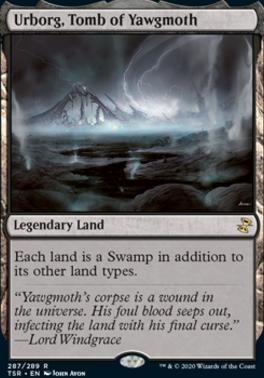 Urborg, Tomb of Yawgmoth
Legendary Land
Each land is a Swamp in addition to
its other land types.
“Yawgmoth’s corpse is a wound in
the universe. His foul blood seeps out,
infecting the land with his final curse.”
—Lord Windgrace
287/289 R
TSR • EN John Avon
™ & © 2020 Wizards of the Coast